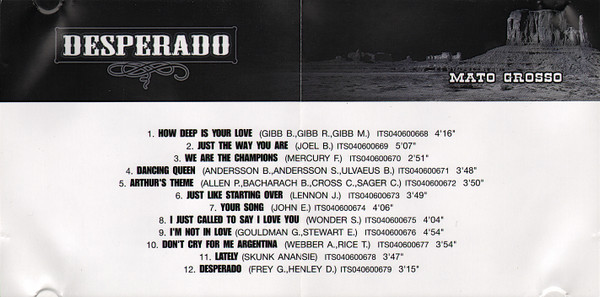 DESPERADO
MATO GROSSO
1. HOW DEEP IS YOUR LOVE (GIBB B.,GIBB R.,GIBB M.) ITS040600668 4'16"
2. JUST THE WAY YOU ARE (JOEL B.) ITS040600669 5'07"
3. WE ARE THE CHAMPIONS (MERCURY F.) ITS040600670 2'51"
4. DANCING QUEEN (ANDERSSON B.,ANDERSSON S.,ULVAEUS B.) ITS040600671 3'48"
5. ARTHUR'S THEME (ALLEN P.,BACHARACH B.,CROSS C.,SAGER C.) ITS040600672 3'50"
6. JUST LIKE STARTING OVER (LENNON J.) ITS040600673 3'49"
7. YOUR SONG (JOHN E.) ITS040600674 4'06"
8. I JUST CALLED TO SAY I LOVE YOU (WONDER S.) ITS040600675 4'04"
9. I'M NOT IN LOVE (GOULDMAN G.,STEWART E.) ITS040600676 4'54"
10. DON'T CRY FOR ME ARGENTINA (WEBBER A.,RICE T.) ITS040600677 3'54"
11. LATELY (SKUNK ANANSIE) ITS040600678 3'47"
12. DESPERADO (FREY G.,HENLEY D.) ITS040600679 3'15"